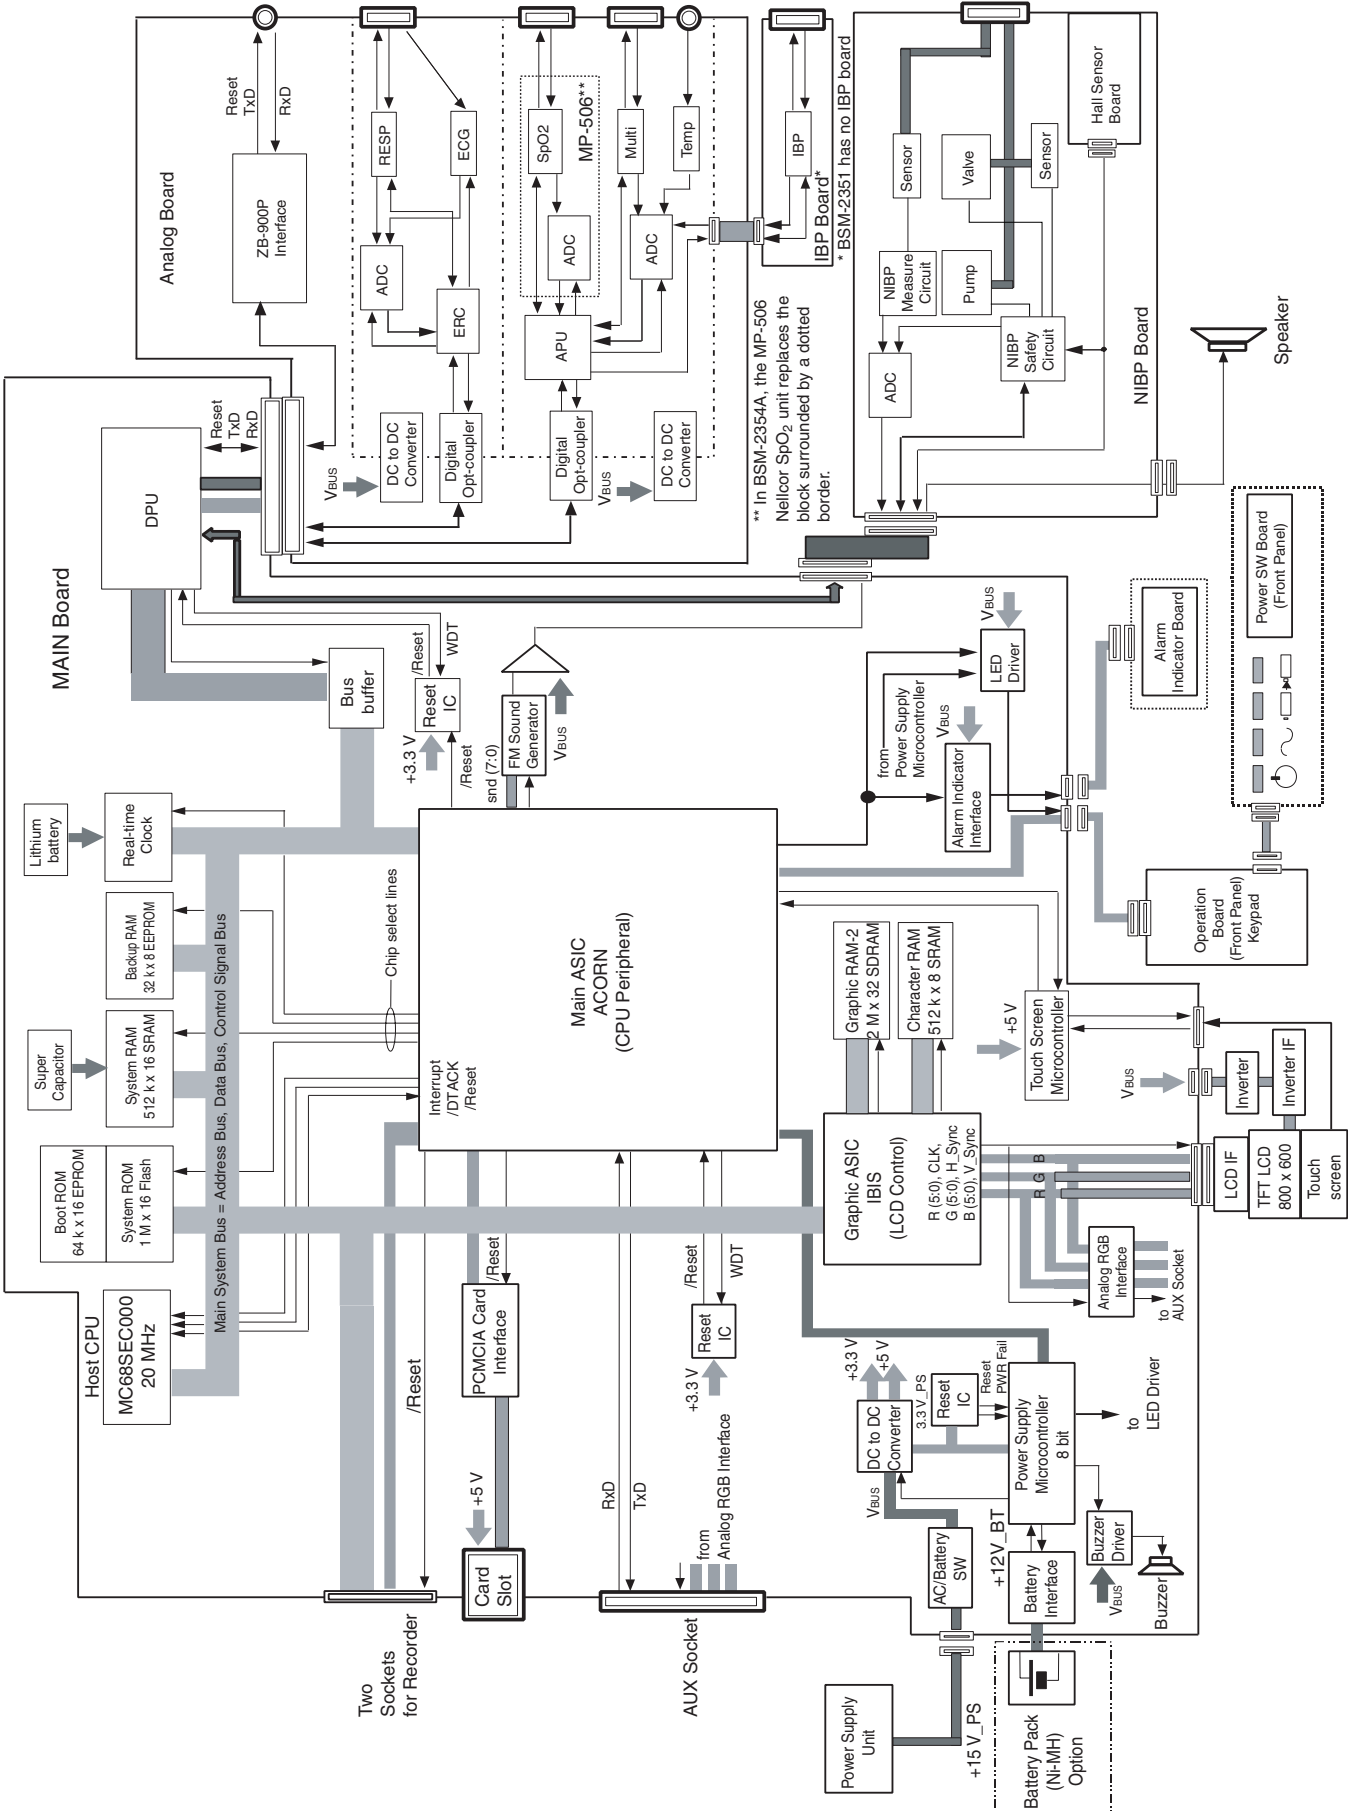 MAIN Board
Host CPU
MC68SEC000
20 MHz
Boot ROM
64 k x 16 EPROM
System ROM
1 M x 16 Flash
Super
Capacitor
System RAM
512 k x 16 SRAM
Backup RAM
32 k x 8 EEPROM
Lithium
battery
Real-time
Clock
Main System Bus = Address Bus, Data Bus, Control Signal Bus
Chip select lines
Bus
buffer
DPU
Reset
TxD
RxD
/Reset
WDT
+3.3 V
Reset
IC
/Reset
snd (7:0)
FM Sound
Generator
VBUS
Interrupt
/DTACK
/Reset
Main ASIC
ACORN
(CPU Peripheral)
/Reset
Two
Sockets
for Recorder
Card
Slot
+5 V
PCMCIA Card
Interface
/Reset
AUX Socket
RxD
TxD
from
Analog RGB Interface
+3.3 V
Reset
IC
/Reset
WDT
Graphic ASIC
IBIS
(LCD Control)
R (5:0), CLK,
G (5:0), H_Sync
B (5:0), V_Sync
Graphic RAM-2
2 M x 32 SDRAM
Character RAM
512 k x 8 SRAM
from
Power Supply
Microcontroller
Alarm Indicator
Interface
VBUS
LED
Driver
VBUS
+5 V
Touch Screen
Microcontroller
R
G
B
Analog RGB
Interface
to
AUX Socket
VBUS
Inverter
Inverter IF
LCD IF
TFT LCD
800 x 600
Touch
screen
Power Supply
Unit
+15 V_PS
AC/Battery
SW
VBUS
DC to DC
Converter
+3.3 V
+5 V
3.3 V_PS
Reset
IC
Reset
PWR Fail
Power Supply
Microcontroller
8 bit
to
LED Driver
+12V_BT
Battery
Interface
Battery Pack
(Ni-MH)
Option
Buzzer
Driver
VBUS
Buzzer
Analog Board
ZB-900P
Interface
Reset
TxD
RxD
VBUS
DC to DC
Converter
Digital
Opt-coupler
ERC
ADC
RESP
ECG
Digital
Opt-coupler
VBUS
DC to DC
Converter
APU
ADC
SpO2
MP-506**
ADC
Multi
Temp
IBP
IBP Board*
* BSM-2351 has no IBP board
** In BSM-2354A, the MP-506
Nellcor SpO2 unit replaces the
block surrounded by a dotted
border.
NIBP Board
ADC
NIBP
Measure
Circuit
Sensor
Pump
Valve
NIBP
Safety
Circuit
Sensor
Hall Sensor
Board
Speaker
Alarm
Indicator Board
Power SW Board
(Front Panel)
Operation
Board
(Front Panel)
Keypad